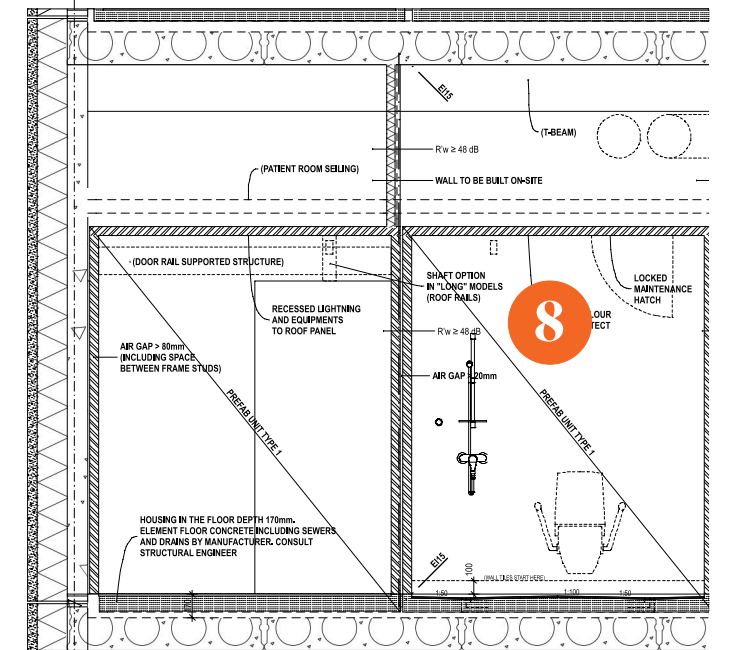 EI15
(T-BEAM)
R'w ≥ 48 dB
(PATIENT ROOM SEILING)
WALL TO BE BUILT ON-SITE
(DOOR RAIL SUPPORTED STRUCTURE)
SHAFT OPTION
IN "LONG" MODELS
(ROOF RAILS)
LOCKED
MAINTENANCE
HATCH
RECESSED LIGHTNING
AND EQUIPMENTS
TO ROOF PANEL
8
LOUR
TECT
R'w ≥ 48 dB
AIR GAP > 80mm
(INCLUDING SPACE
BETWEEN FRAME STUDS)
AIR GAP > 20mm
PREFAB UNIT TYPE 1
PREFAB UNIT TYPE 1
HOUSING IN THE FLOOR DEPTH 170mm.
ELEMENT FLOOR CONCRETE INCLUDING SEWERS
AND DRAINS BY MANUFACTURER. CONSULT
STRUCTURAL ENGINEER
EI15
100
(WALL TILES START HERE)
1:50
1:100
1:50